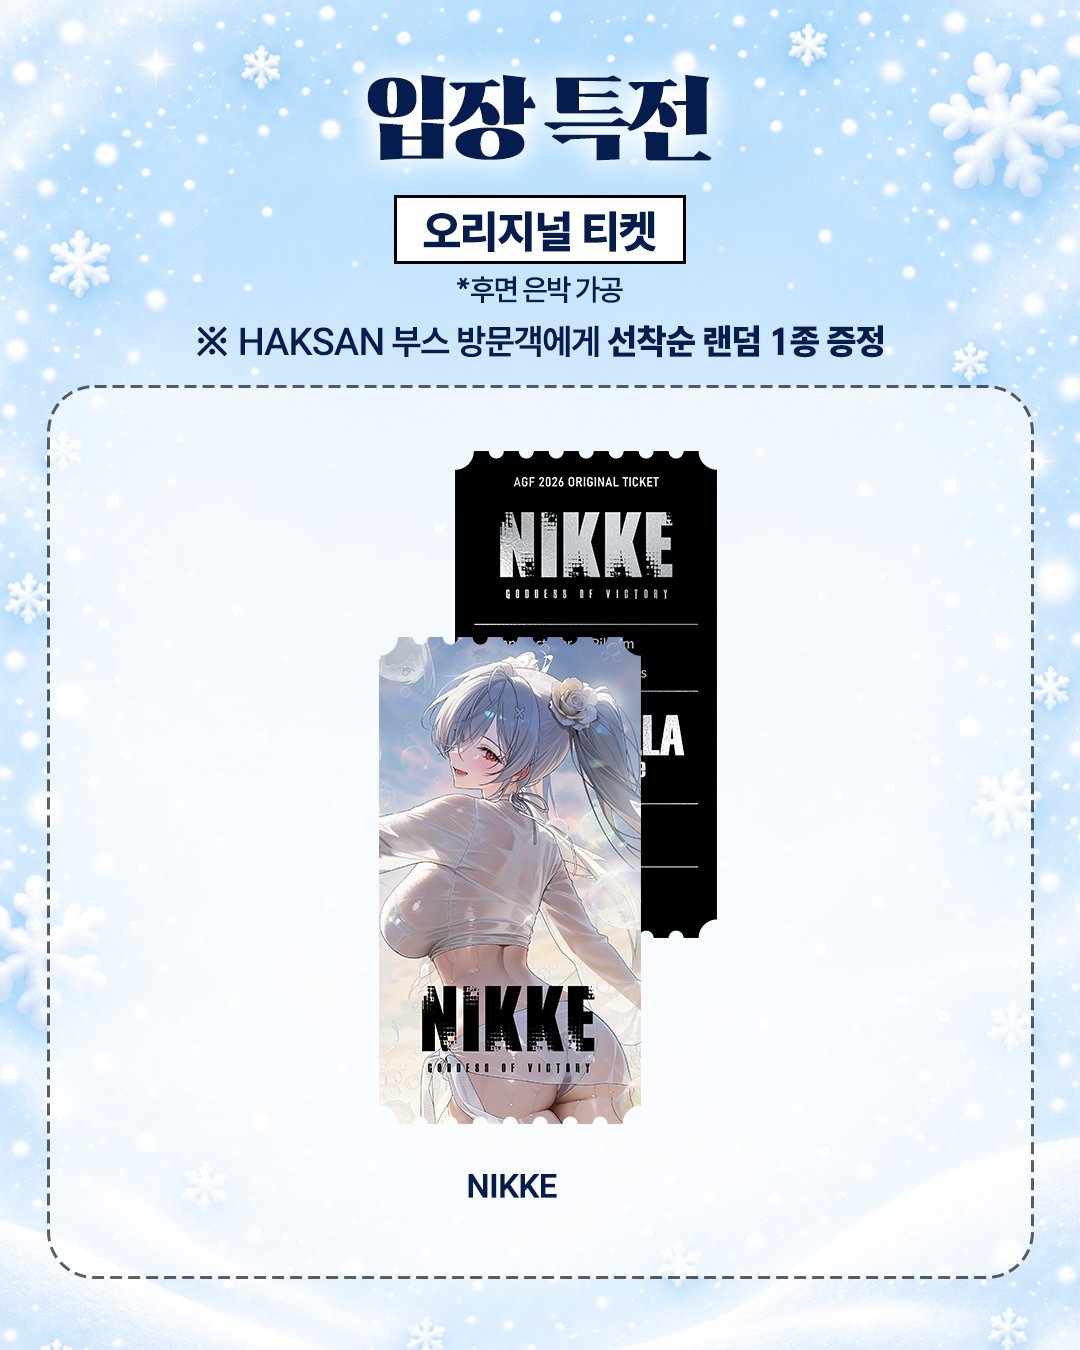 입장 특전
오리지널 티켓
*후면 은박 가공
※ HAKSAN 부스 방문객에게 선착순 랜덤 1종 증정
AGF 2026 ORIGINAL TICKET
NIKKE
GODDESS OF VICTORY
LA
NIKKE
GODDESS OF VICTORY
NIKKE